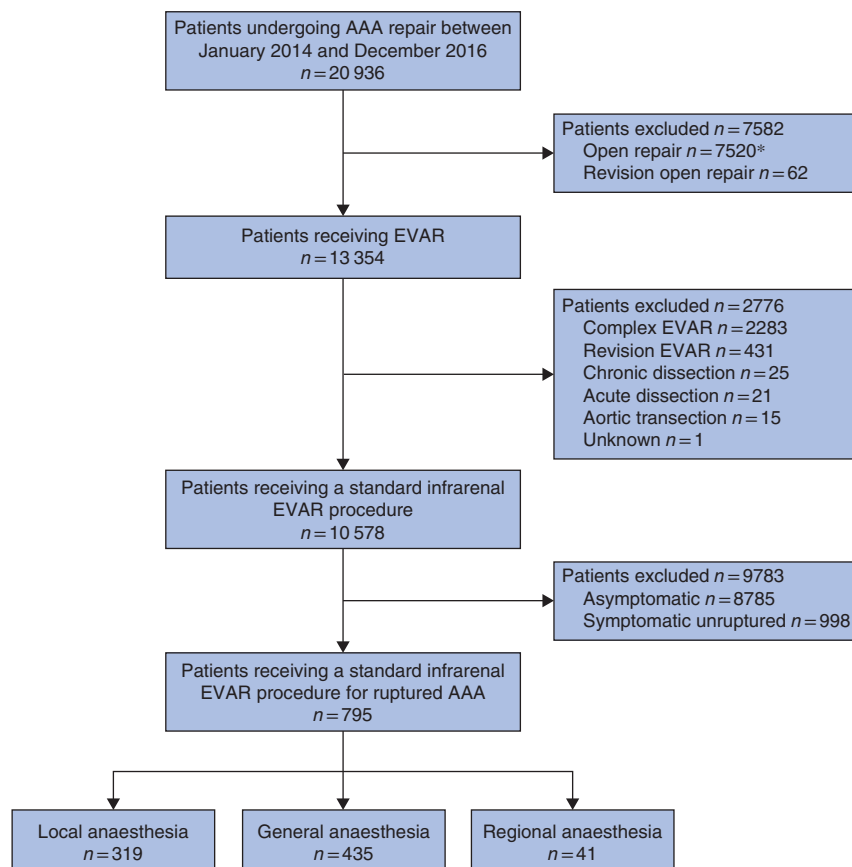 Patients undergoing AAA repair between
January 2014 and December 2016
n = 20 936
Patients excluded n = 7582
Open repair n = 7520*
Revision open repair n = 62
Patients receiving EVAR
n = 13 354
Patients excluded n = 2776
Complex EVAR n = 2283
Revision EVAR n = 431
Chronic dissection n = 25
Acute dissection n = 21
Aortic transection n = 15
Unknown n = 1
Patients receiving a standard infrarenal
EVAR procedure
n = 10 578
Patients excluded n = 9783
Asymptomatic n = 8785
Symptomatic unruptured n = 998
Patients receiving a standard infrarenal
EVAR procedure for ruptured AAA
n = 795
Local anaesthesia
n = 319
General anaesthesia
n = 435
Regional anaesthesia
n = 41